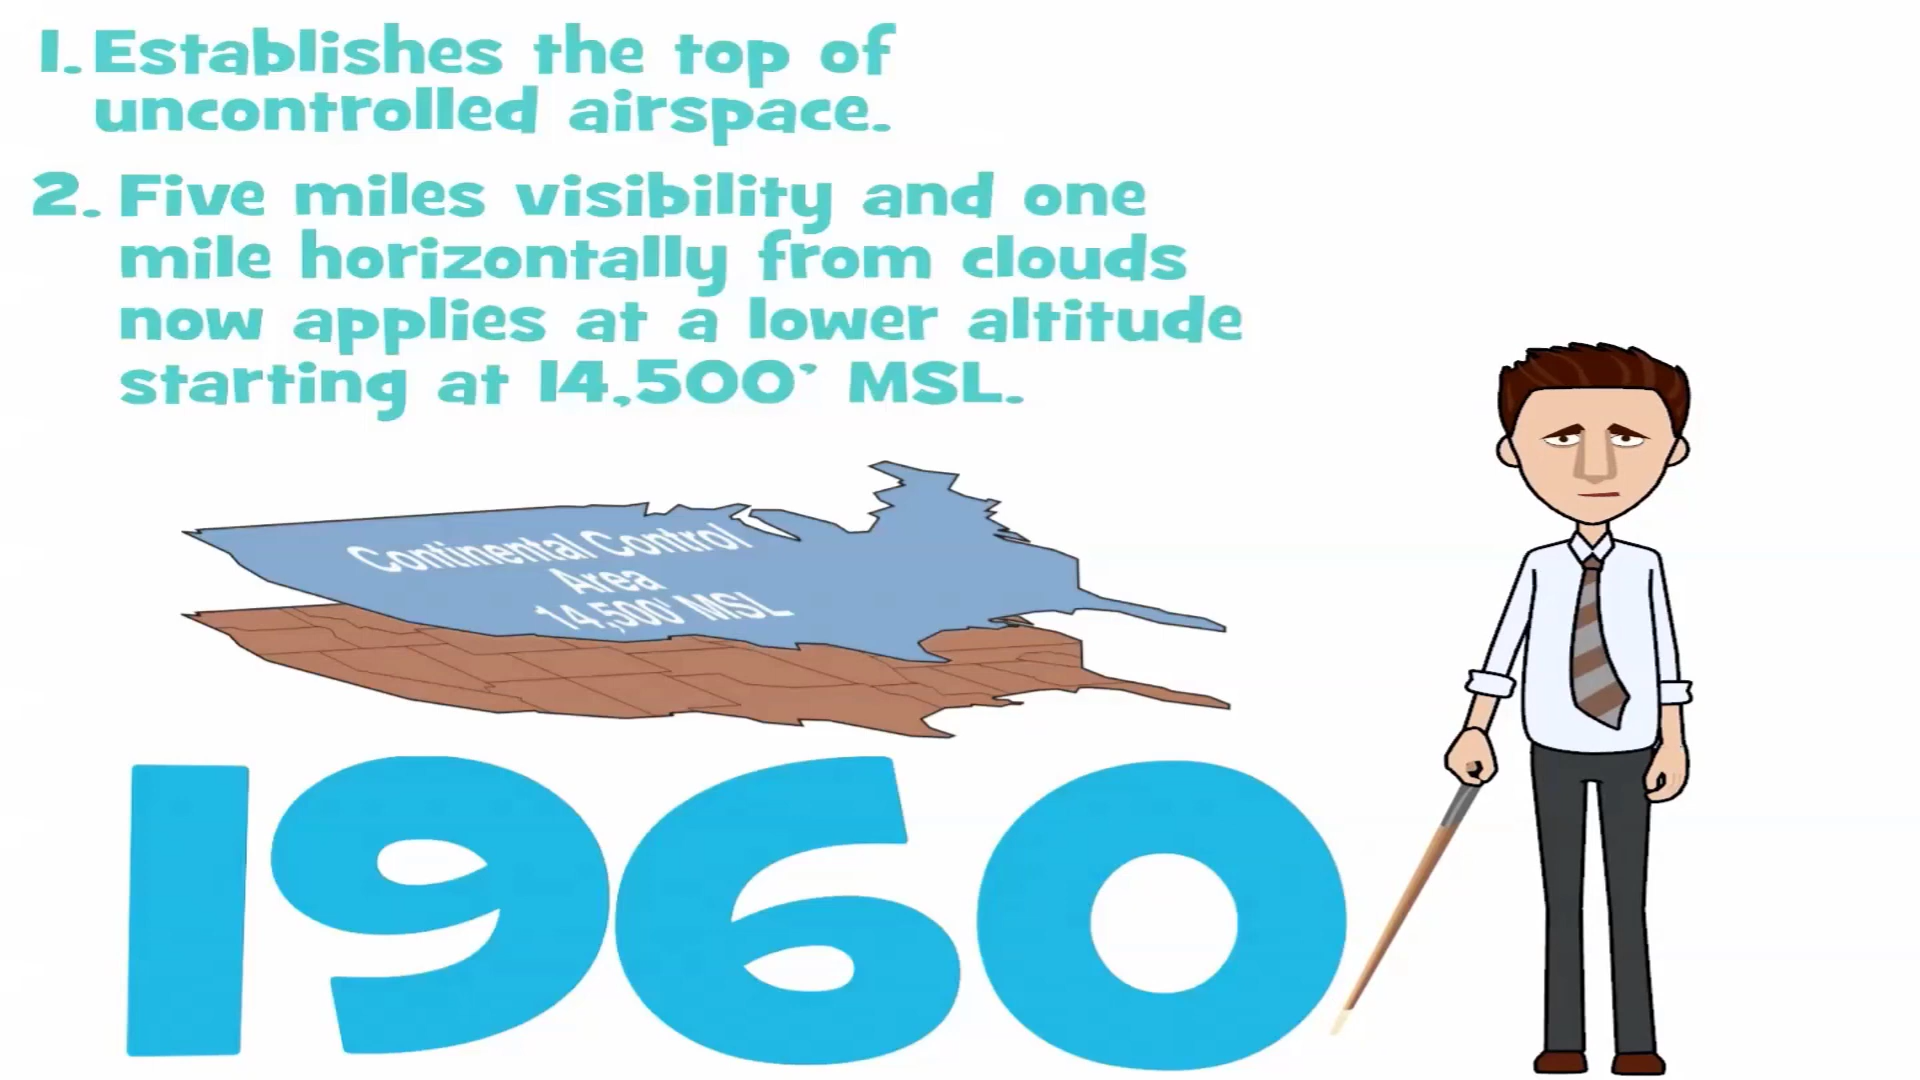 1. Establishes the top of
uncontrolled airspace.
2. Five miles visibility and one
mile horizontally from clouds
now applies at a lower altitude
starting at 14,500' MSL.
Continental Control
Area
14,500' MSL
1960